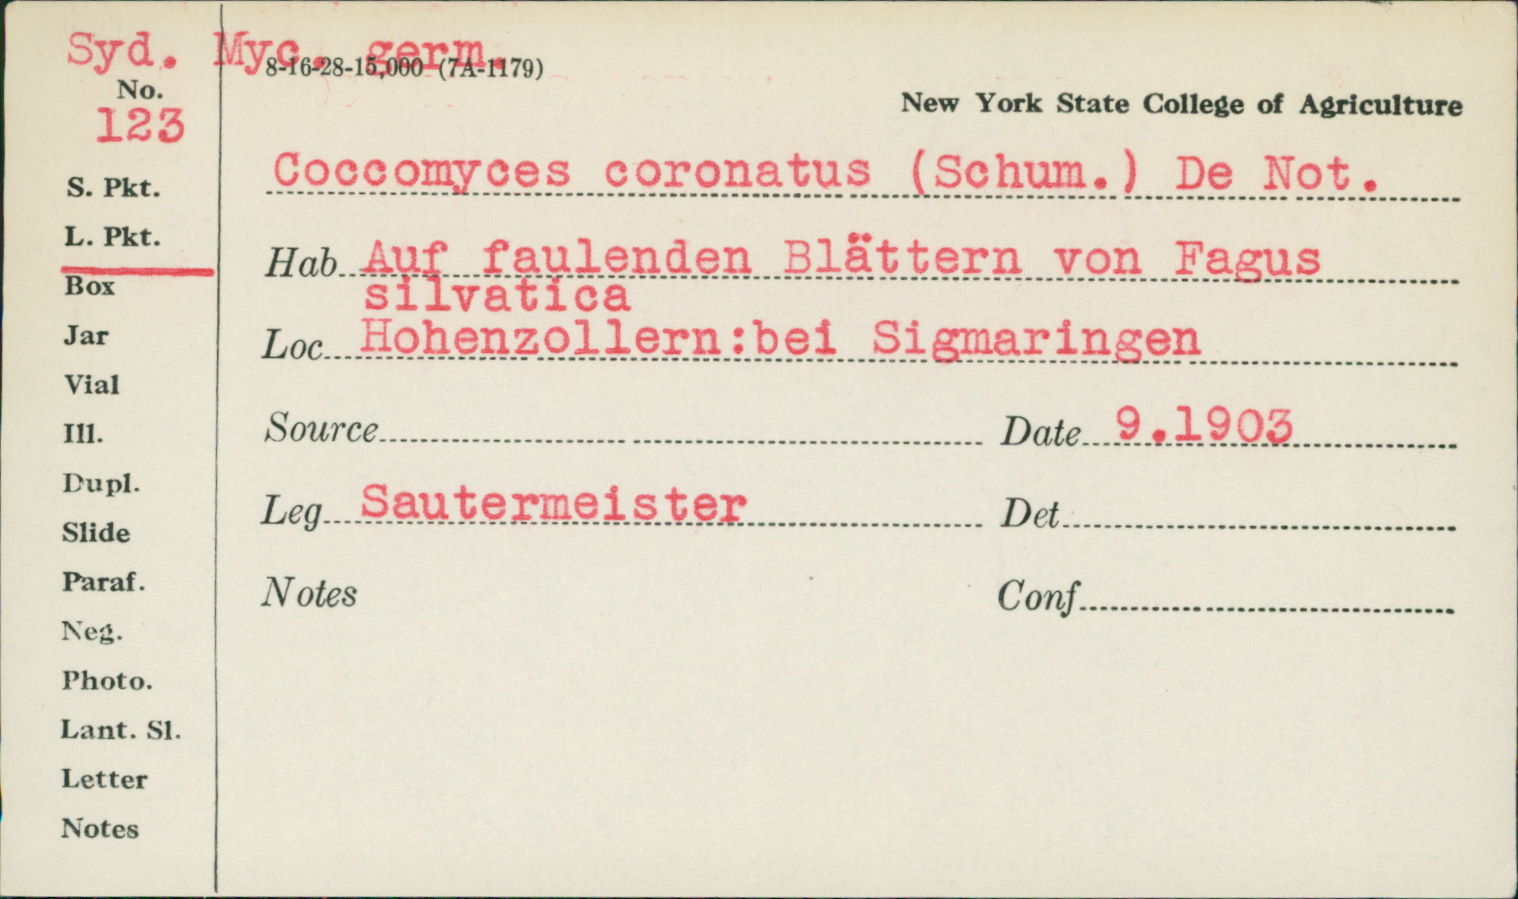 Syd. Myc. germ.
8-16-28-15,000 (7A-1179)
No.
123
New York State College of Agriculture
Coccomyces coronatus (Schum.) De Not.
S. Pkt.
L. Pkt.
Hab. Auf faulenden Blättern von Fagus
silvatica
Box
Jar
Loc. Hohenzollern:bei Sigmaringen
Vial
Ill.
Source Date 9.1903
Dupl.
Slide
Leg. Sautermeister Det.
Paraf.
Notes Conf.
Neg.
Photo.
Lant. Sl.
Letter
Notes